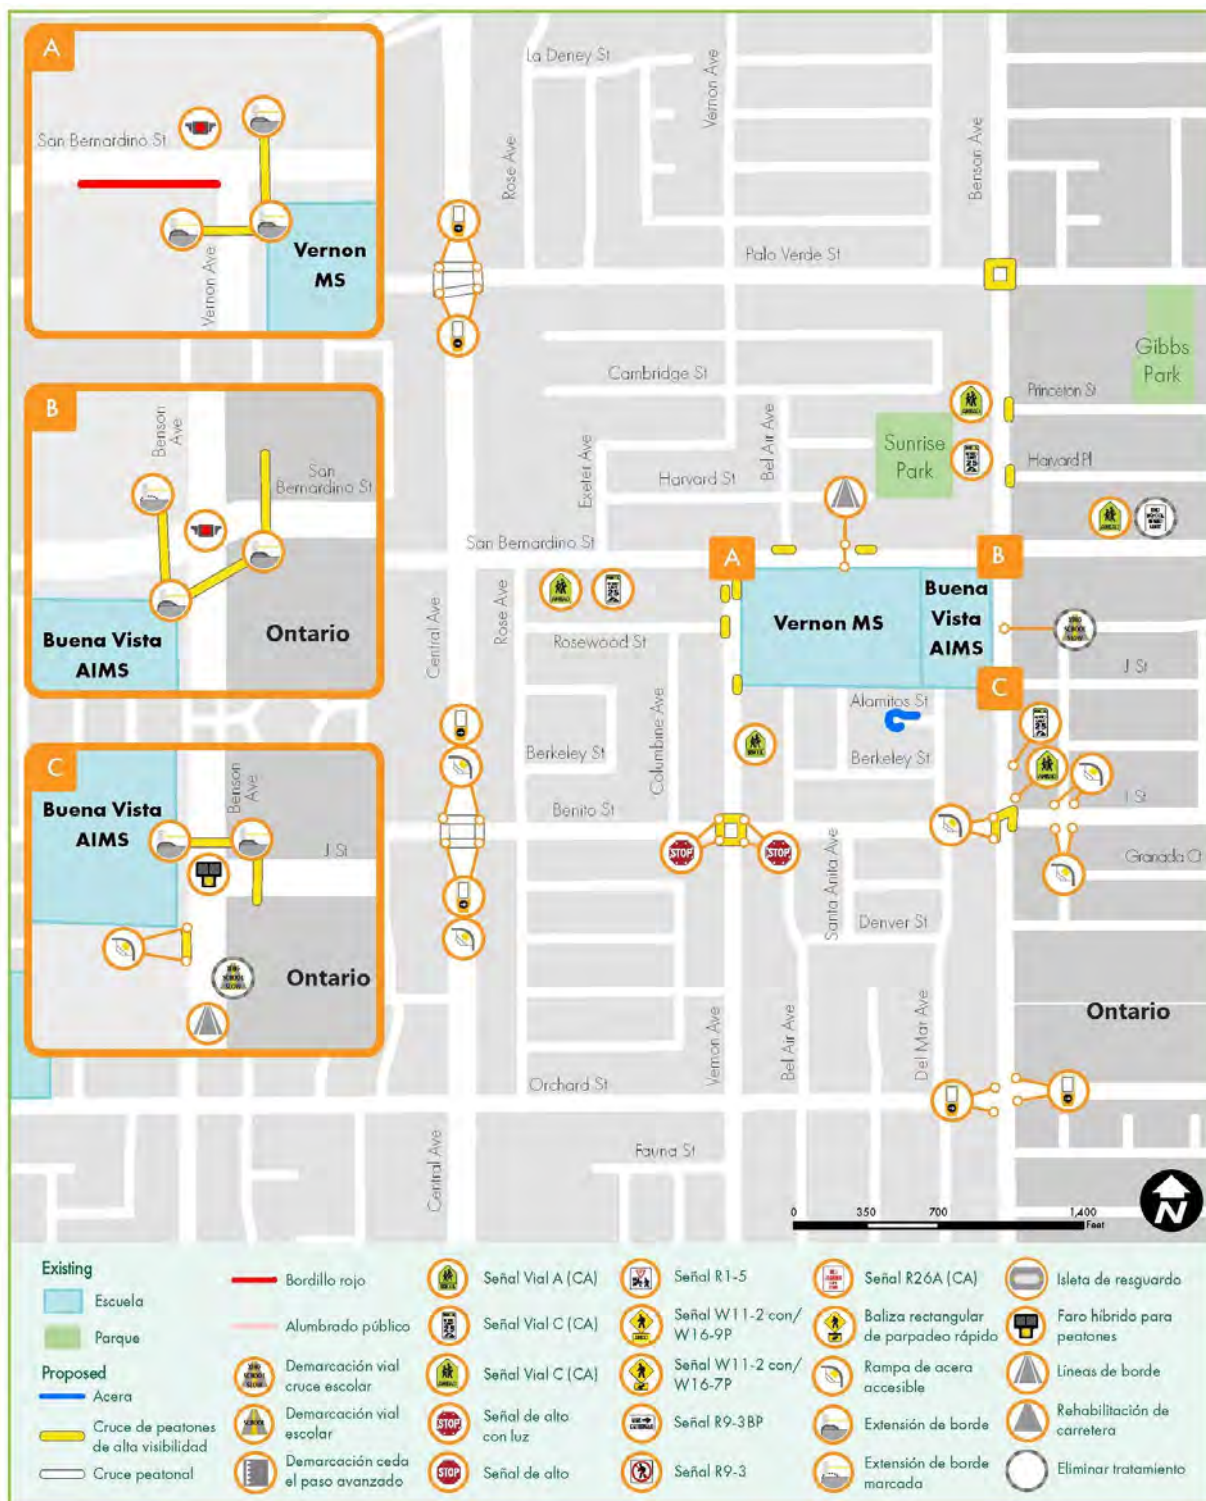 A
San Bernardino St
Vernon Ave
Vernon
MS
B
Benson
Ave
San
Bernardino St
Buena Vista
AIMS
Ontario
C
Buena Vista
AIMS
Benson
Ave
J St
Ontario
La Deney St
Vernon Ave
Rose Ave
Benson Ave
Palo Verde St
Gibbs
Park
Cambridge St
Princeton St
Bel Air Ave
Sunrise
Park
Exeter Ave
Harvard St
Harvard Pl
San Bernardino St
A
B
Central Ave
Rose Ave
Vernon MS
Buena
Vista
AIMS
Rosewood St
J St
C
Alamitos St
Columbine Ave
Berkeley St
Berkeley St
I St
Benito St
STOP
STOP
Granada Ct
Santa Anita Ave
Denver St
Ontario
Vernon Ave
Bel Air Ave
Del Mar Ave
Orchard St
Central Ave
Fauna St
0 350 700 1,400
Feet
N
Existing
Escuela
Parque
Proposed
Acera
Cruce de peatones
de alta visibilidad
Cruce peatonal
Bordillo rojo
Alumbrado público
Demarcación vial
cruce escolar
Demarcación vial
escolar
Demarcación ceda
el paso avanzado
Señal Vial A (CA)
Señal Vial C (CA)
Señal Vial C (CA)
STOP
Señal de alto
con luz
STOP
Señal de alto
Señal R1-5
Señal W11-2 con/
W16-9P
Señal W11-2 con/
W16-7P
Señal R9-3BP
Señal R9-3
Señal R26A (CA)
Baliza rectangular
de parpadeo rápido
Rampa de acera
accesible
Extensión de borde
Extensión de borde
marcada
Isleta de resguardo
Faro híbrido para
peatones
Líneas de borde
Rehabilitación de
carretera
Eliminar tratamiento